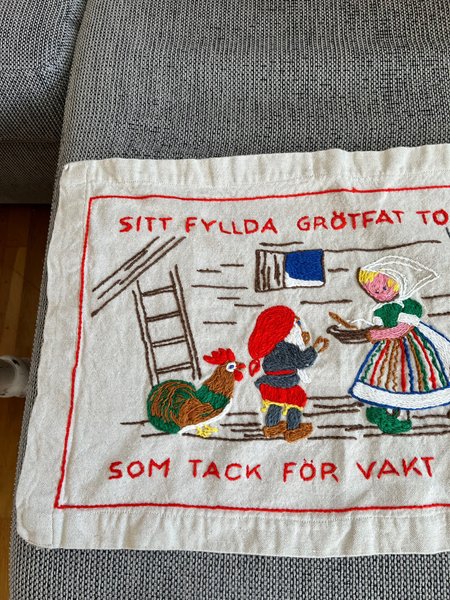 SITT FYLLDA GRÖTFAT TO
SOM TACK FÖR VAKT